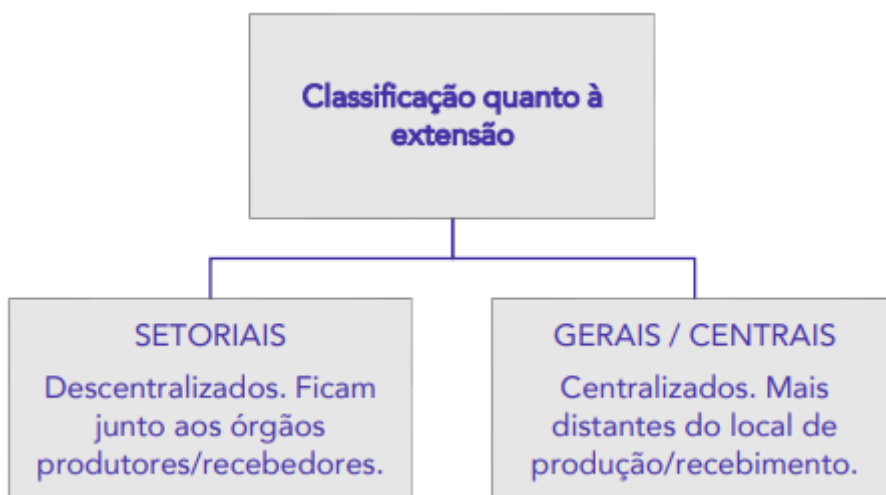 Classificação quanto à
extensão
SETORIAIS
Descentralizados. Ficam
junto aos órgãos
produtores/recebedores.
GERAIS / CENTRAIS
Centralizados. Mais
distantes do local de
produção/recebimento.